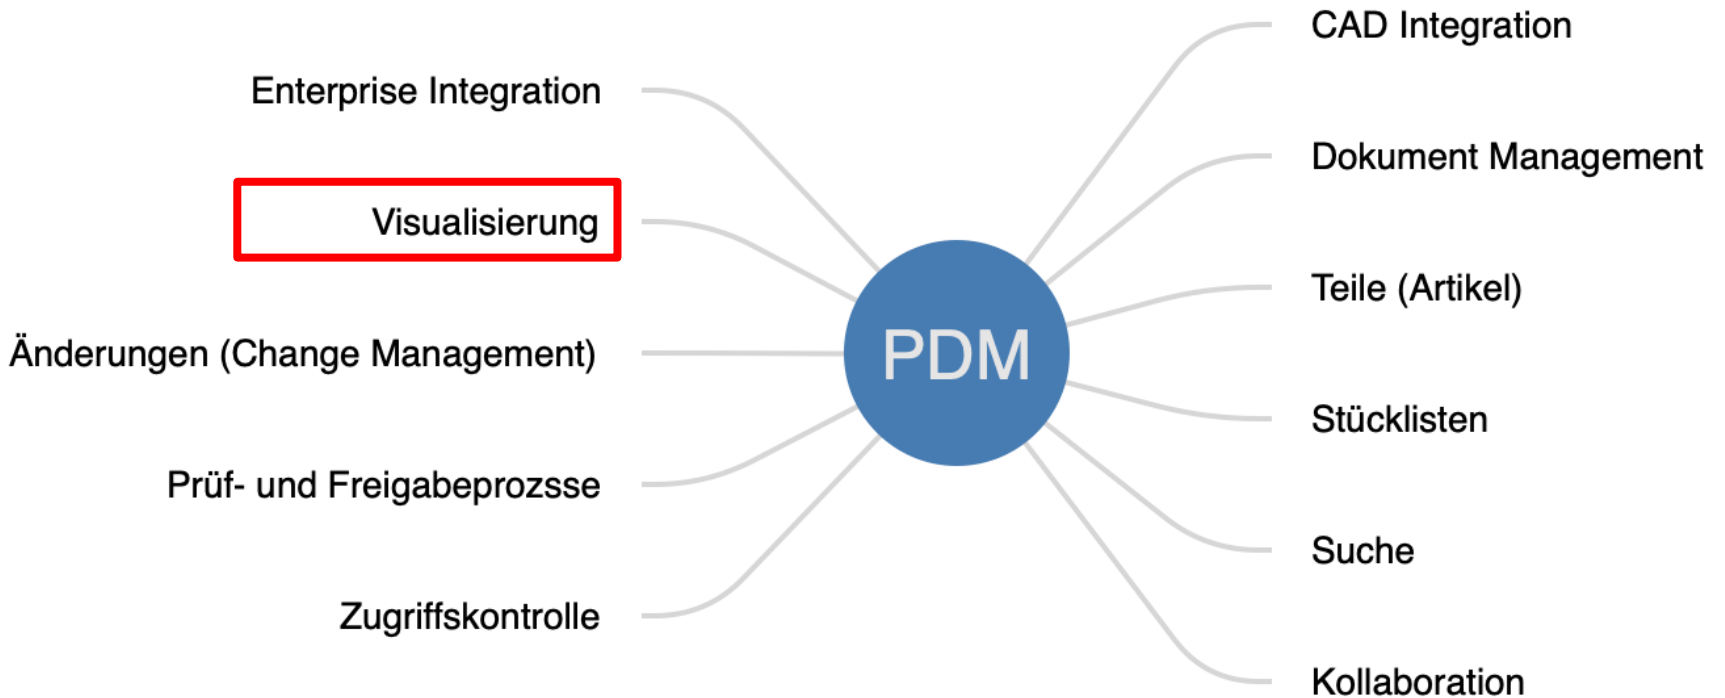 Enterprise Integration
Visualisierung
Änderungen (Change Management)
Prüf- und Freigabeprozsse
Zugriffskontrolle
PDM
CAD Integration
Dokument Management
Teile (Artikel)
Stücklisten
Suche
Kollaboration